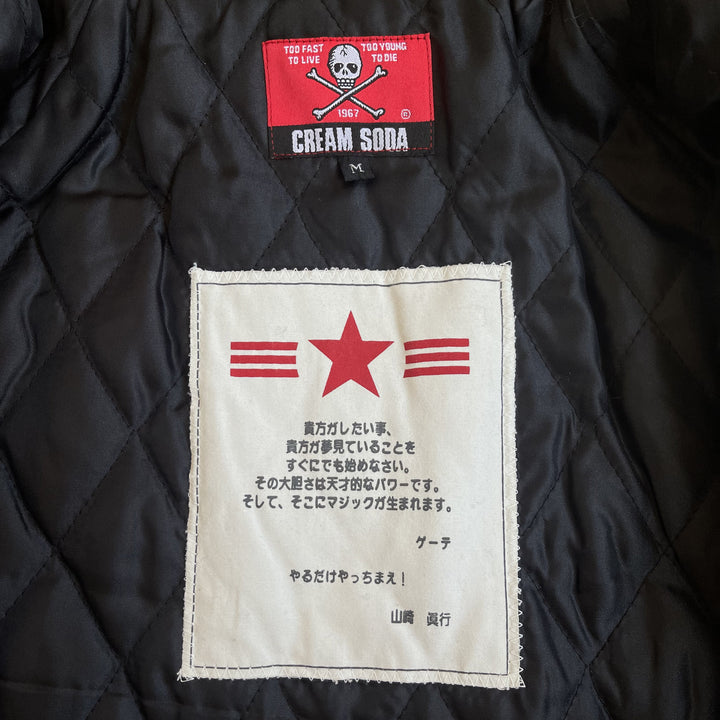 TOO FAST TOO YOUNG
TO LIVE TO DIE
1967 ©
CREAM SODA
M
貴方がしたい事、
貴方が夢見ていることを
すぐにでも始めなさい。
その大胆さは天才的なパワーです。
そして、そこにマジックが生まれます。
ゲーテ
やるだけやっちまえ！
山崎 眞行